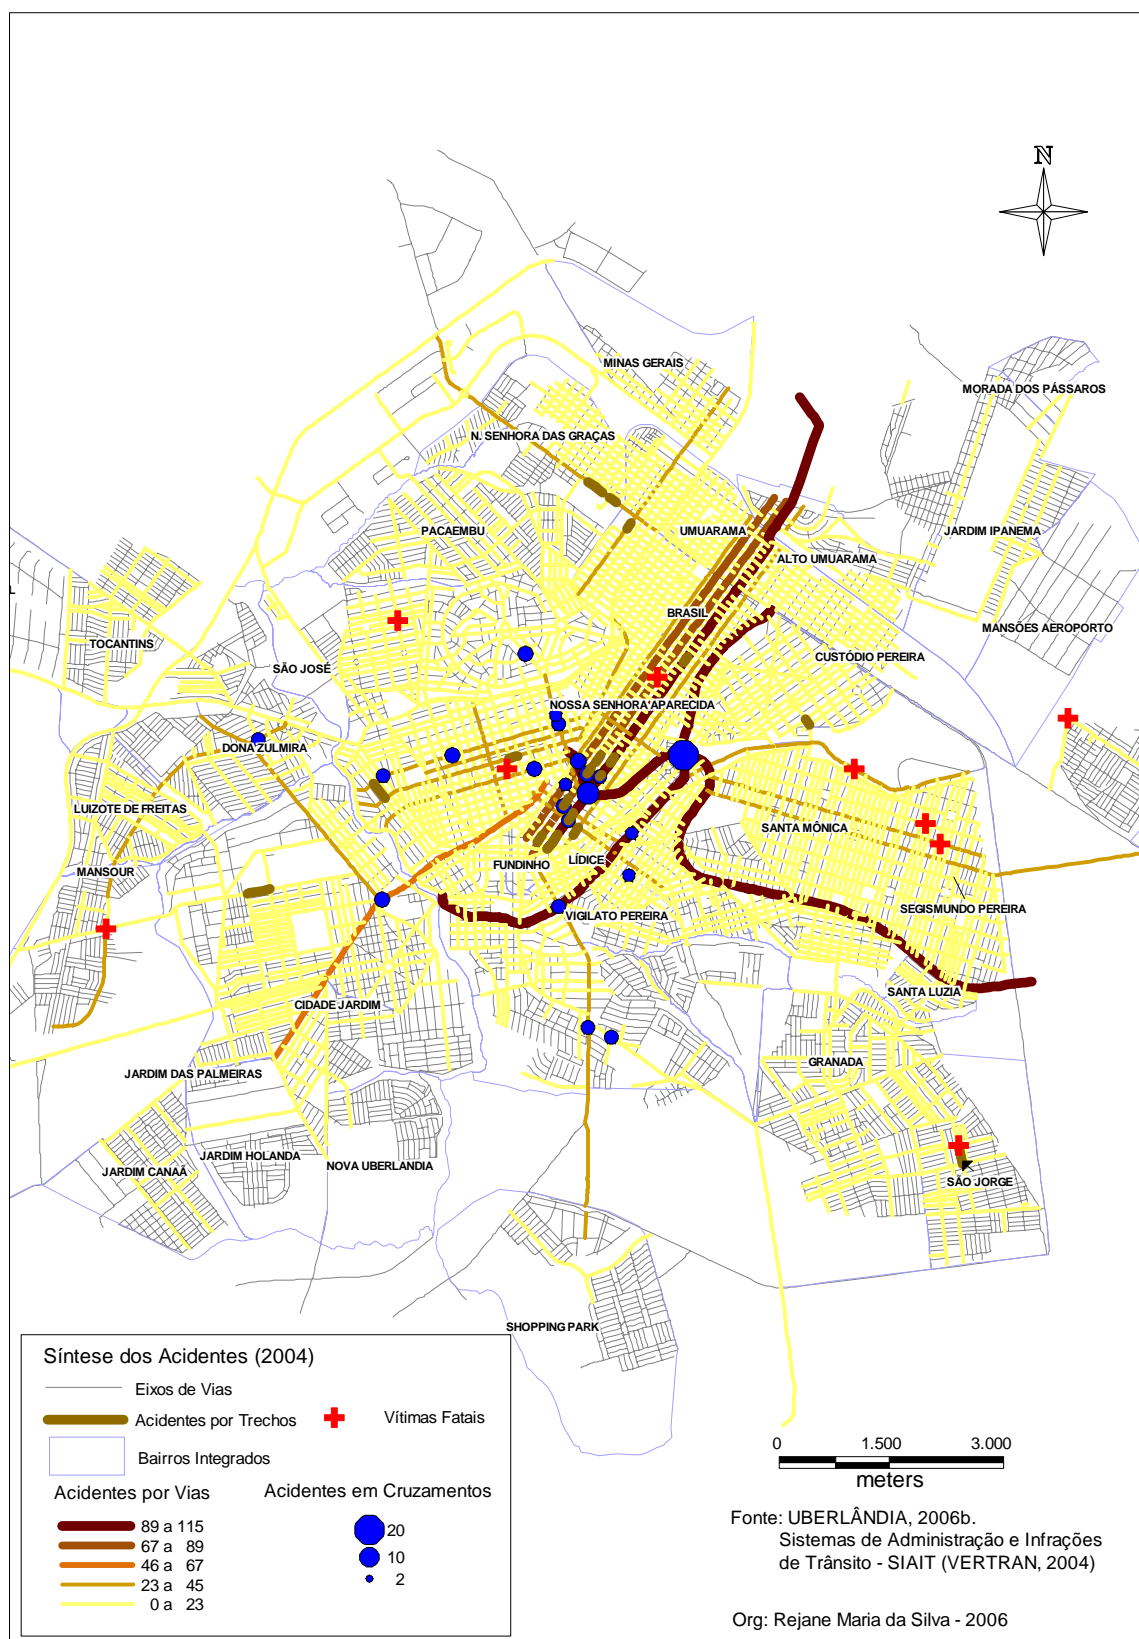 N
MINAS GERAIS
MORADA DOS PÁSSAROS
N. SENHORA DAS GRAÇAS
PACAEMBU
UMUARAMA
JARDIM IPANEMA
ALTO UMUARAMA
L
BRASIL
MANSÕES AEROPORTO
TOCANTINS
CUSTÓDIO PEREIRA
SÃO JOSÉ
NOSSA SENHORA APARECIDA
DONA ZULMIRA
LUIZOTE DE FREITAS
SANTA MÔNICA
FUNDINHO
LÍDICE
MANSOUR
SEGISMUNDO PEREIRA
VIGILATO PEREIRA
SANTA LUZIA
CIDADE JARDIM
GRANADA
JARDIM DAS PALMEIRAS
JARDIM HOLANDA
NOVA UBERLANDIA
JARDIM CANAÃ
SÃO JORGE
SHOPPING PARK
Síntese dos Acidentes (2004)
Eixos de Vias
Acidentes por Trechos
Vítimas Fatais
Bairros Integrados
Acidentes por Vias
Acidentes em Cruzamentos
89 a 115
67 a 89
46 a 67
23 a 45
0 a 23
20
10
2
0 1.500 3.000
meters
Fonte: UBERLÂNDIA, 2006b.
Sistemas de Administração e Infrações
de Trânsito - SIAIT (VERTRAN, 2004)
Org: Rejane Maria da Silva - 2006